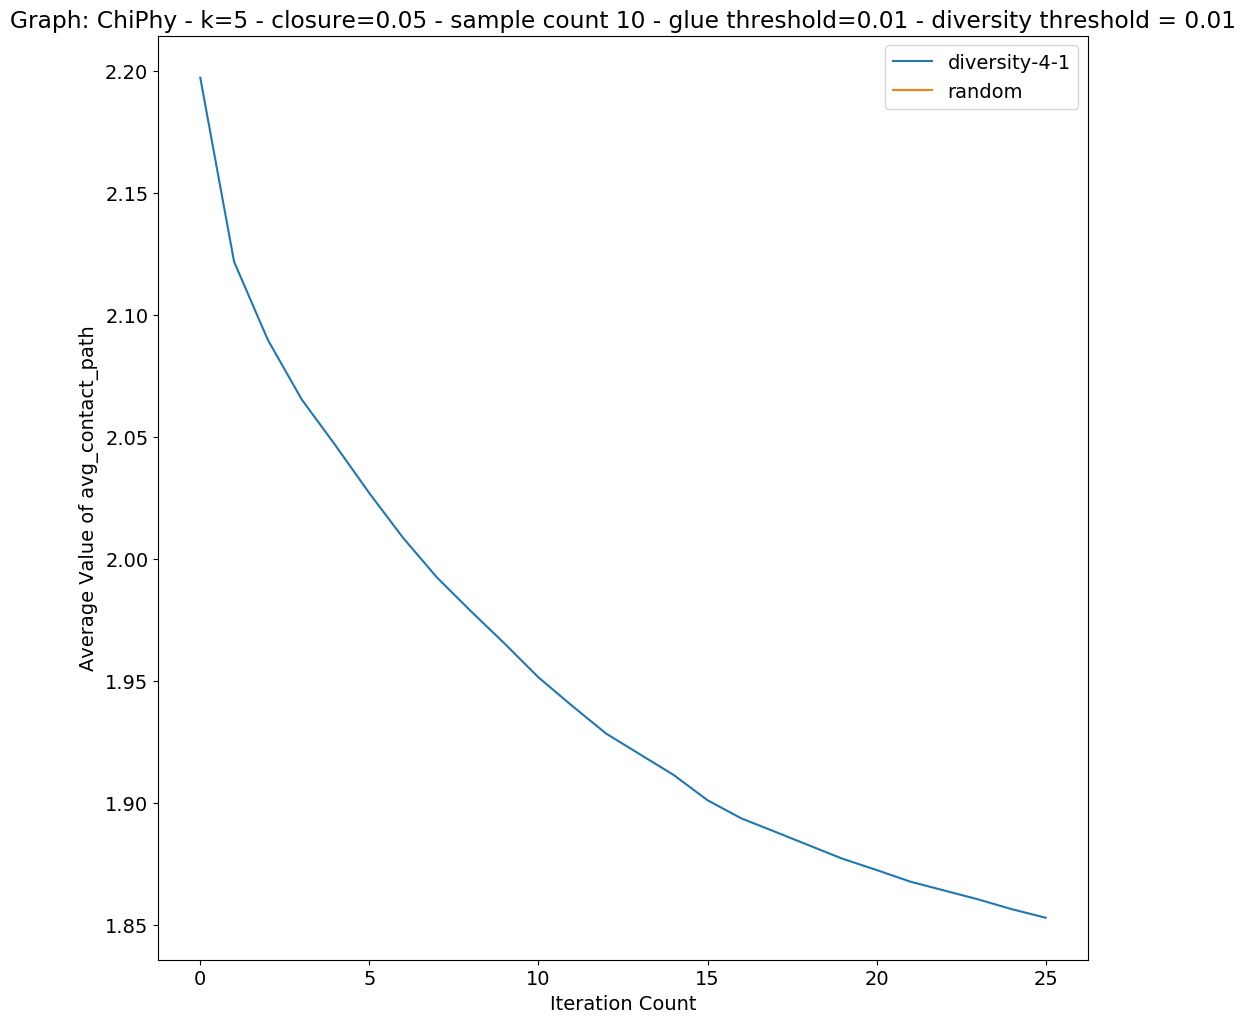 Graph: ChiPhy - k=5 - closure=0.05 - sample count 10 - glue threshold=0.01 - diversity threshold = 0.01
diversity-4-1
random
Average Value of avg_contact_path
2.20
2.15
2.10
2.05
2.00
1.95
1.90
1.85
0 5 10 15 20 25
Iteration Count